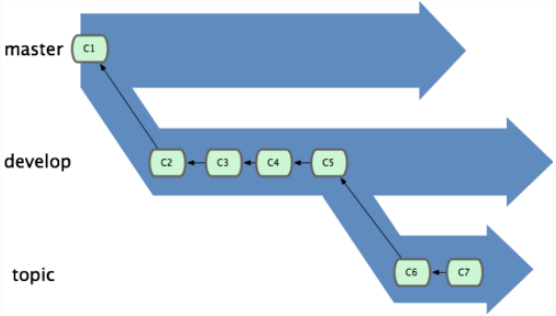 master C1
develop C2 C3 C4 C5
topic C6 C7